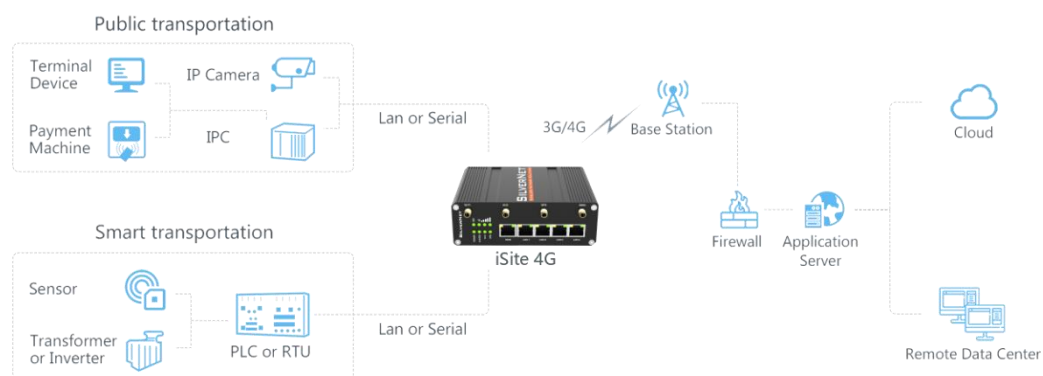 Public transportation
Terminal
Device
IP Camera
Payment
Machine
IPC
Lan or Serial
3G/4G
Base Station
Cloud
SILVERNET
iSite 4G
Firewall
Application
Server
Smart transportation
Sensor
Transformer
or Inverter
PLC or RTU
Lan or Serial
Remote Data Center